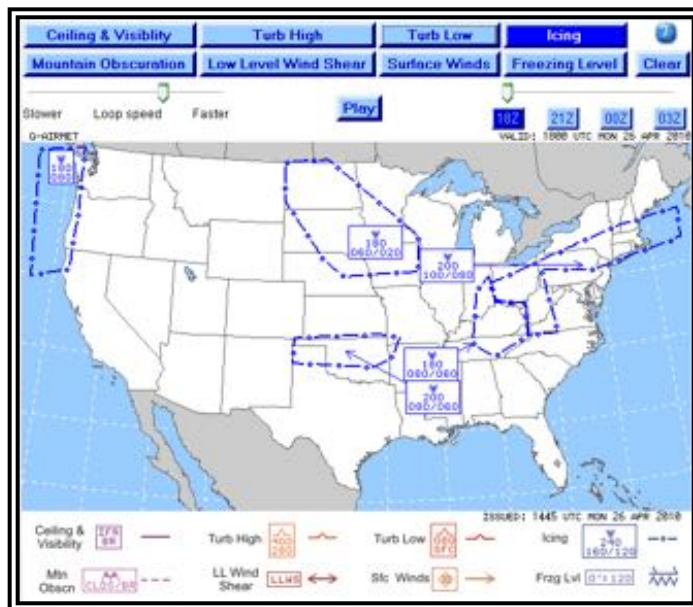 Ceiling & Visiblity Turb High Turb Low Icing
Mountain Obscuration Low Level Wind Shear Surface Winds Freezing Level Clear
Slower Loop speed Faster
Play
18Z 21Z 00Z 03Z
G-AIRMET VALID: 1800 UTC MON 26 APR 2010
180
060/020
200
100/080
180
080/060
200
080/060
ISSUED: 1445 UTC MON 26 APR 2010
Ceiling & Visibility IFR BR Turb High 400 280 Turb Low SFC Icing 240 160/120
Mtn Obscn CLDS/BR LL Wind Shear LLWS Sfc Winds Frzg Lvl 0°:120